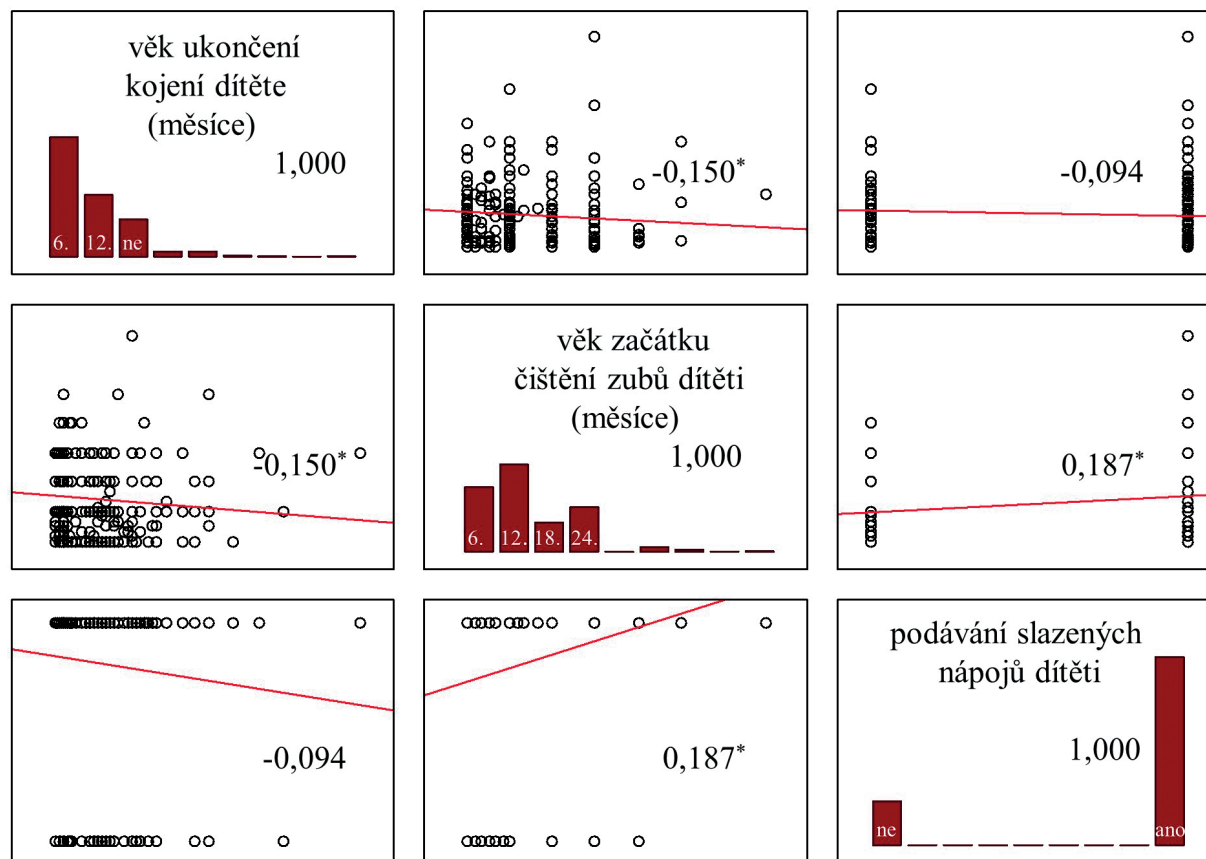 věk ukončení
kojení dítěte
(měsíce)
1,000
6. 12. ne
-0,150*
-0,094
-0,150*
věk začátku
čištění zubů dítěti
(měsíce)
1,000
6. 12. 18. 24.
0,187*
-0,094
0,187*
podávání slazených
nápojů dítěti
1,000
ne ano